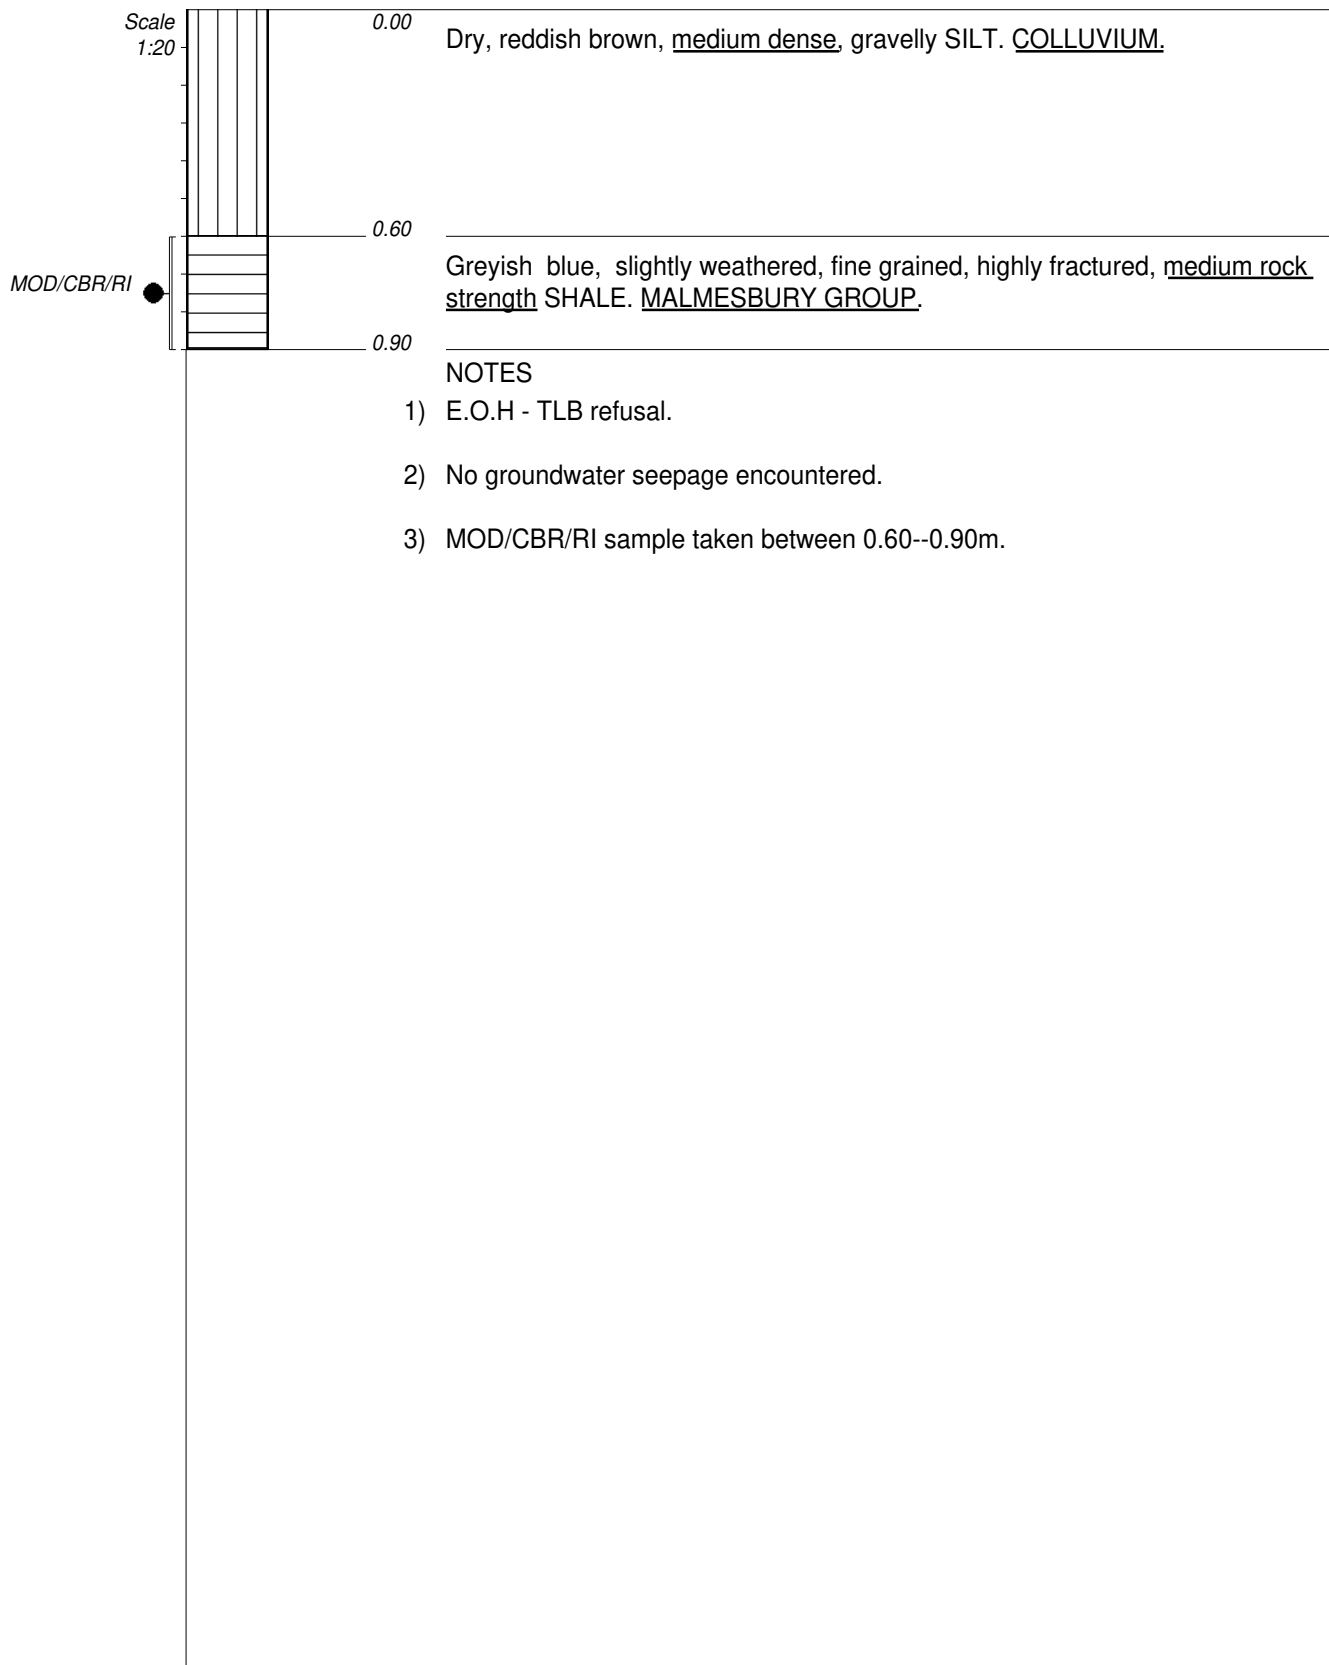 Scale
1:20
0.00
Dry, reddish brown, medium dense, gravelly SILT. COLLUVIUM.
0.60
MOD/CBR/RI
Greyish  blue,  slightly weathered, fine grained, highly fractured, medium rock
strength SHALE. MALMESBURY GROUP.
0.90
NOTES
1) E.O.H - TLB refusal.
2) No groundwater seepage encountered.
3) MOD/CBR/RI sample taken between 0.60--0.90m.